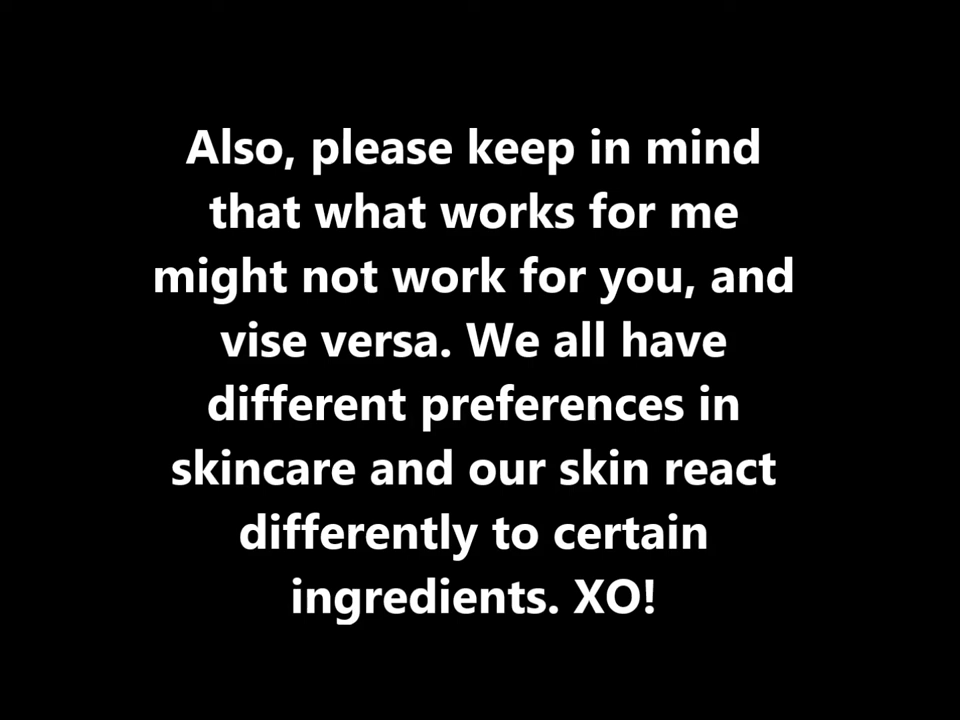 Also, please keep in mind
that what works for me
might not work for you, and
vise versa. We all have
different preferences in
skincare and our skin react
differently to certain
ingredients. XO!